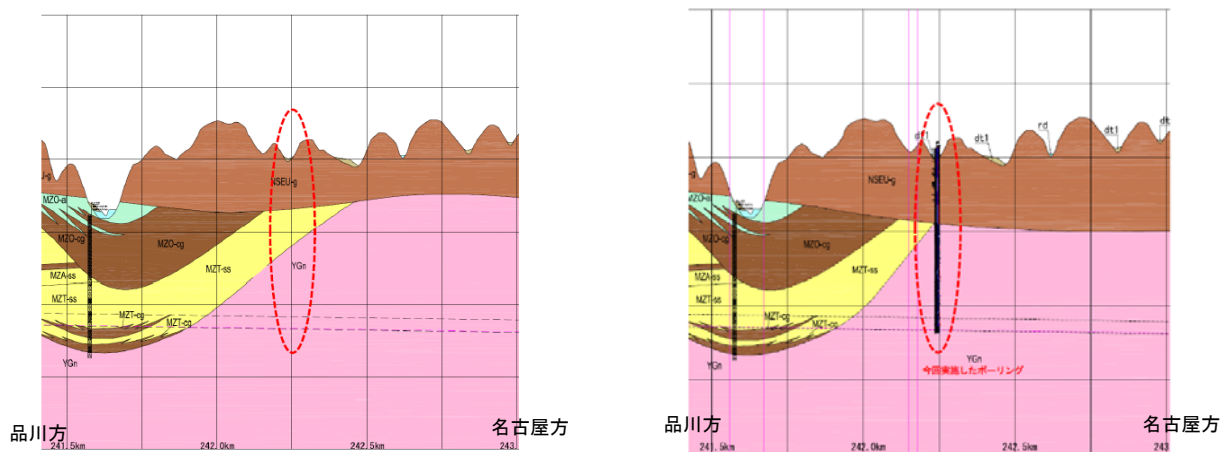 NSEU-g
U-g
MZO-a
MZO-cg
MZO-cg
MZA-ss
MZT-ss
MZT-ss
MZT-cg
MZT-cg
YGn
YGn
品川方
名古屋方
241.5km
242.0km
242.5km
243.
dt1
rd
dt1
dt
-g
NSEU-g
MZO-a
MZO-cg
MZO-cg
MZA-ss
MZT-ss
MZT-ss
MZT-cg
MZT-cg
YGn
YGn
今回実施したボーリング
品川方
名古屋方
241.5km
242.0km
242.5km
243